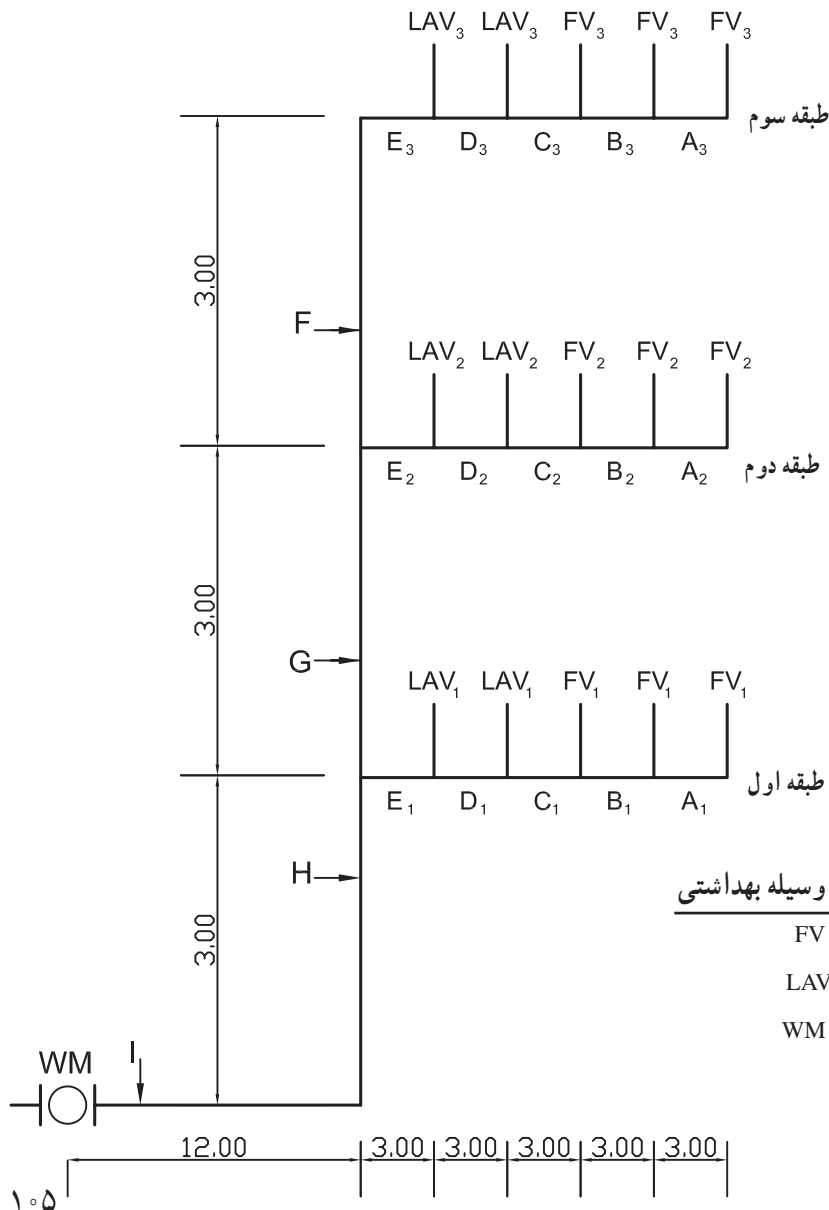 LAV₃ LAV₃ FV₃ FV₃ FV₃
طبقه سوم
E₃ D₃ C₃ B₃ A₃
3.00
F
LAV₂ LAV₂ FV₂ FV₂ FV₂
طبقه دوم
E₂ D₂ C₂ B₂ A₂
3.00
G
LAV₁ LAV₁ FV₁ FV₁ FV₁
طبقه اول
E₁ D₁ C₁ B₁ A₁
H
وسیله بهداشتی
3.00
FV
LAV
WM
WM I
12.00 3.00 3.00 3.00 3.00 3.00
۱۰۵